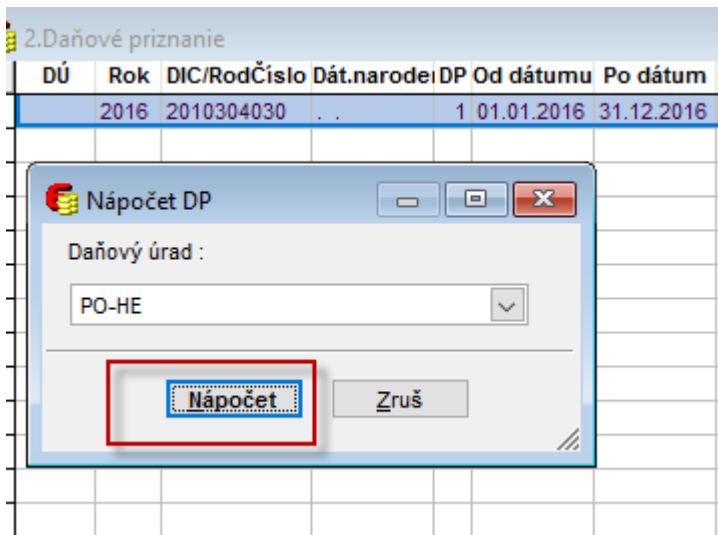 2.Daňové priznanie
DÚ Rok DIC/RodČíslo Dát.naroder DP Od dátumu Po dátum
2016 2010304030 . . 1 01.01.2016 31.12.2016
Nápočet DP
Daňový úrad :
PO-HE
Nápočet Zruš